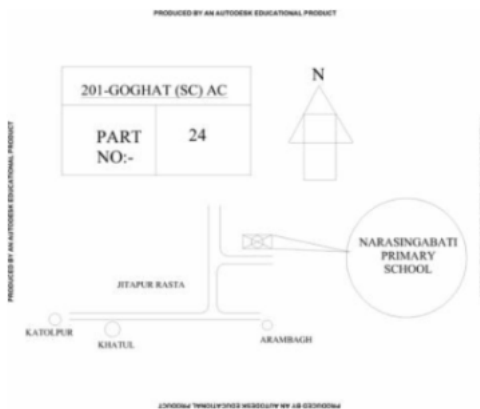 PRODUCED BY AN AUTODESK EDUCATIONAL PRODUCT
201-GOGHAT (SC) AC
N
PART
NO:-
24
PRODUCED BY AN AUTODESK EDUCATIONAL PRODUCT
NARASINGABATI
PRIMARY
SCHOOL
JITAPUR RASTA
KATOLPUR
KHATUL
ARAMBAGH
PRODUCED BY AN AUTODESK EDUCATIONAL PRODUCT